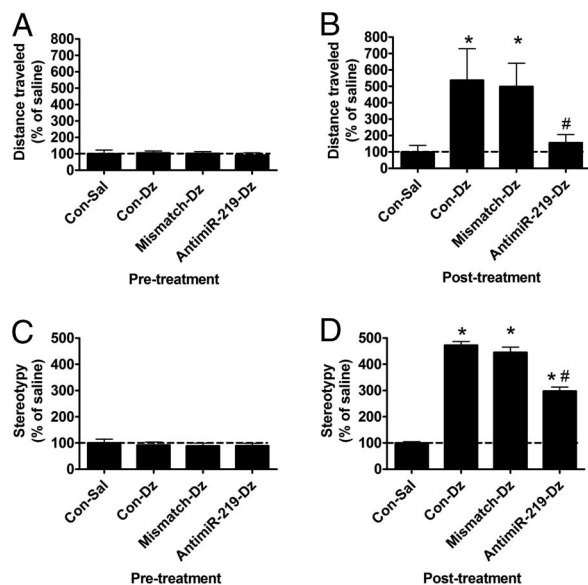 A
Distance traveled
(% of saline)
800
700
600
500
400
300
200
100
0
Con-Sal
Con-Dz
Mismatch-Dz
AntimiR-219-Dz
Pre-treatment
B
Distance traveled
(% of saline)
800
700
600
500
400
300
200
100
0
*
*
#
Con-Sal
Con-Dz
Mismatch-Dz
AntimiR-219-Dz
Post-treatment
C
Stereotypy
(% of saline)
500
400
300
200
100
0
Con-Sal
Con-Dz
Mismatch-Dz
AntimiR-219-Dz
Pre-treatment
D
Stereotypy
(% of saline)
500
400
300
200
100
0
*
*
* #
Con-Sal
Con-Dz
Mismatch-Dz
AntimiR-219-Dz
Post-treatment